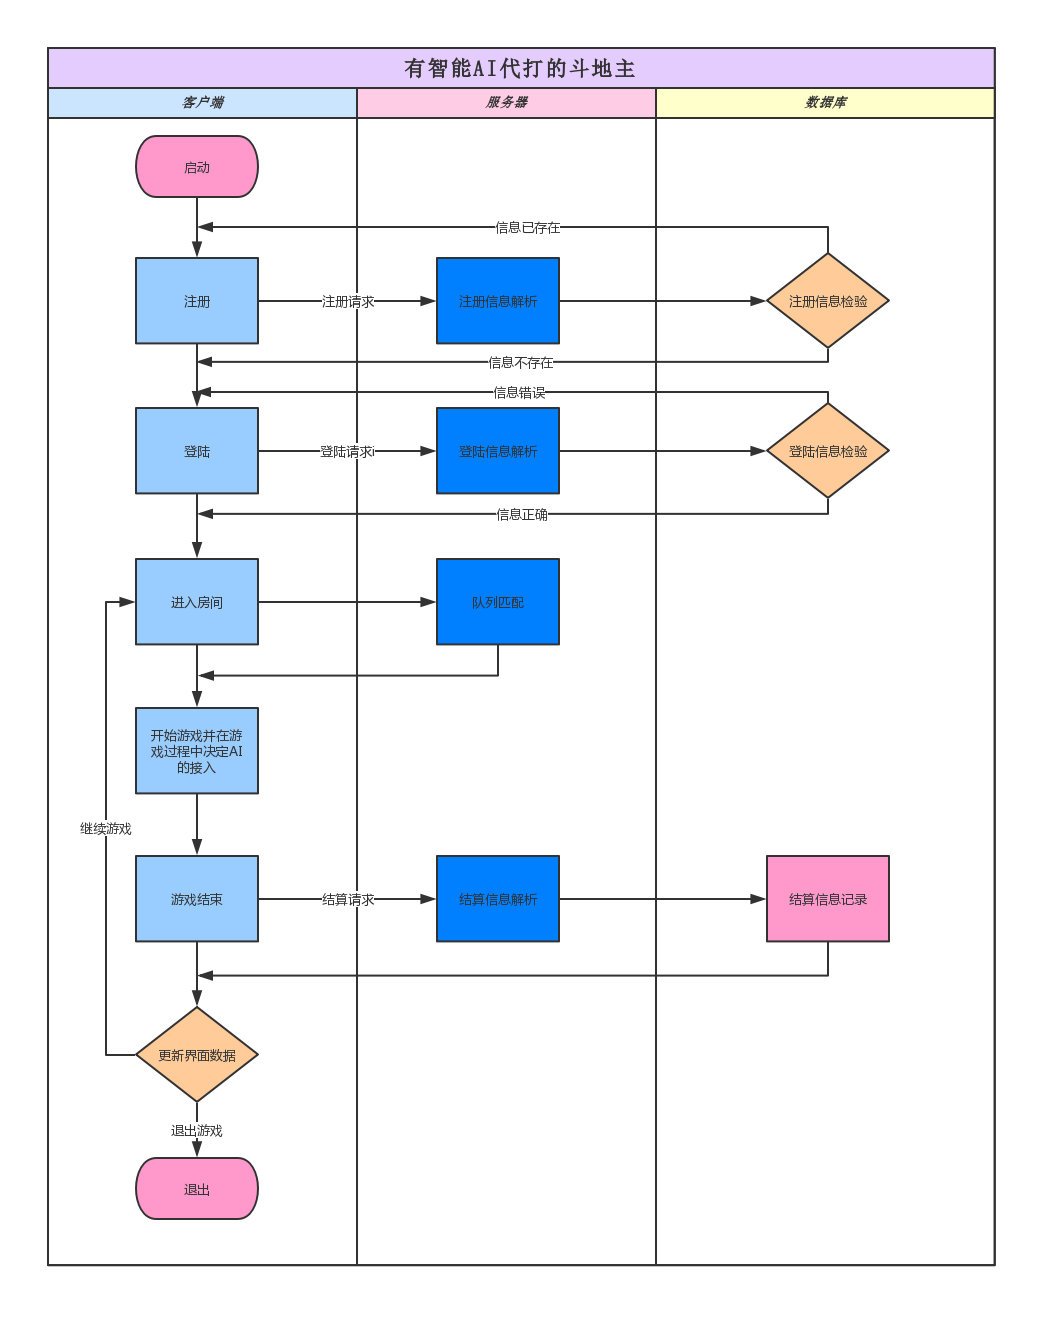 有智能AI代打的斗地主
客户端
服务器
数据库
启动
信息已存在
注册
注册请求
注册信息解析
注册信息检验
信息不存在
信息错误
登陆
登陆请求i
登陆信息解析
登陆信息检验
信息正确
进入房间
队列匹配
开始游戏并在游
戏过程中决定AI
的接入
继续游戏
游戏结束
结算请求
结算信息解析
结算信息记录
更新界面数据
退出游戏
退出